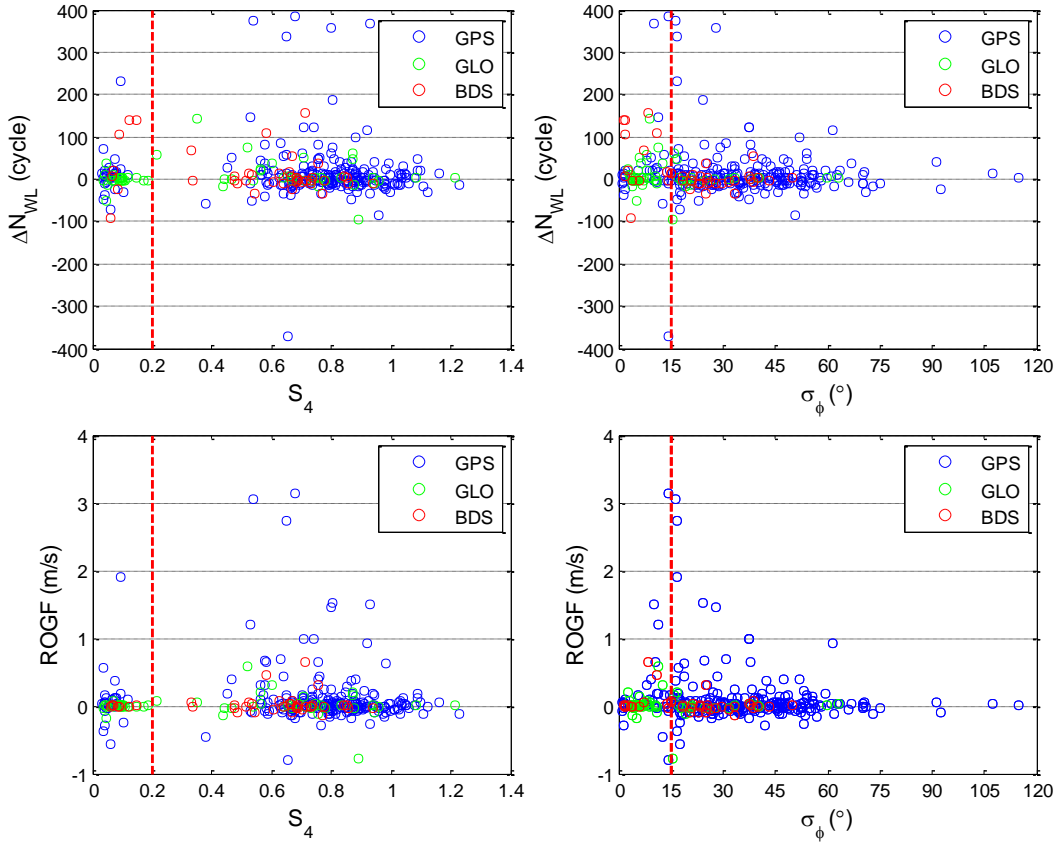 400
300
200
100
0
-100
-200
-300
-400
ΔN_WL (cycle)
GPS
GLO
BDS
0 0.2 0.4 0.6 0.8 1 1.2 1.4
S_4
400
300
200
100
0
-100
-200
-300
-400
ΔN_WL (cycle)
GPS
GLO
BDS
0 15 30 45 60 75 90 105 120
σ_ϕ (°)
4
3
2
1
0
-1
ROGF (m/s)
GPS
GLO
BDS
0 0.2 0.4 0.6 0.8 1 1.2 1.4
S_4
4
3
2
1
0
-1
ROGF (m/s)
GPS
GLO
BDS
0 15 30 45 60 75 90 105 120
σ_ϕ (°)